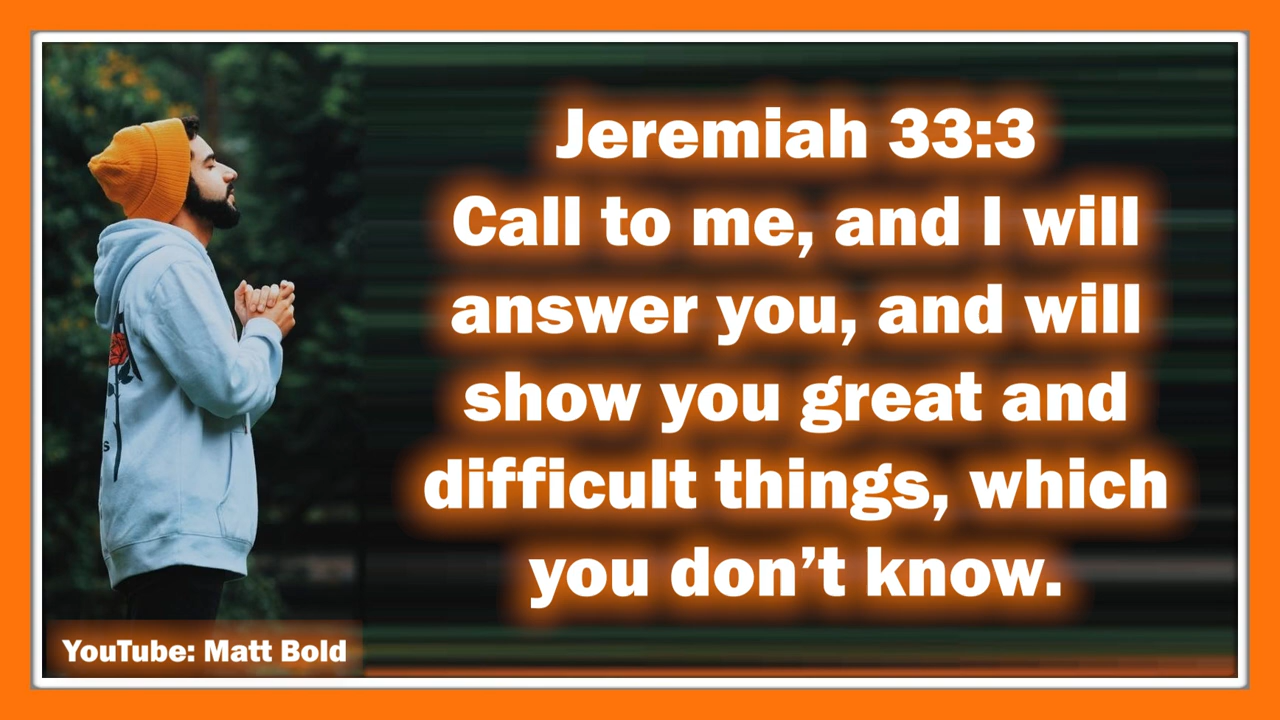 Jeremiah 33:3
Call to me, and I will
answer you, and will
show you great and
difficult things, which
you don’t know.
s
YouTube: Matt Bold